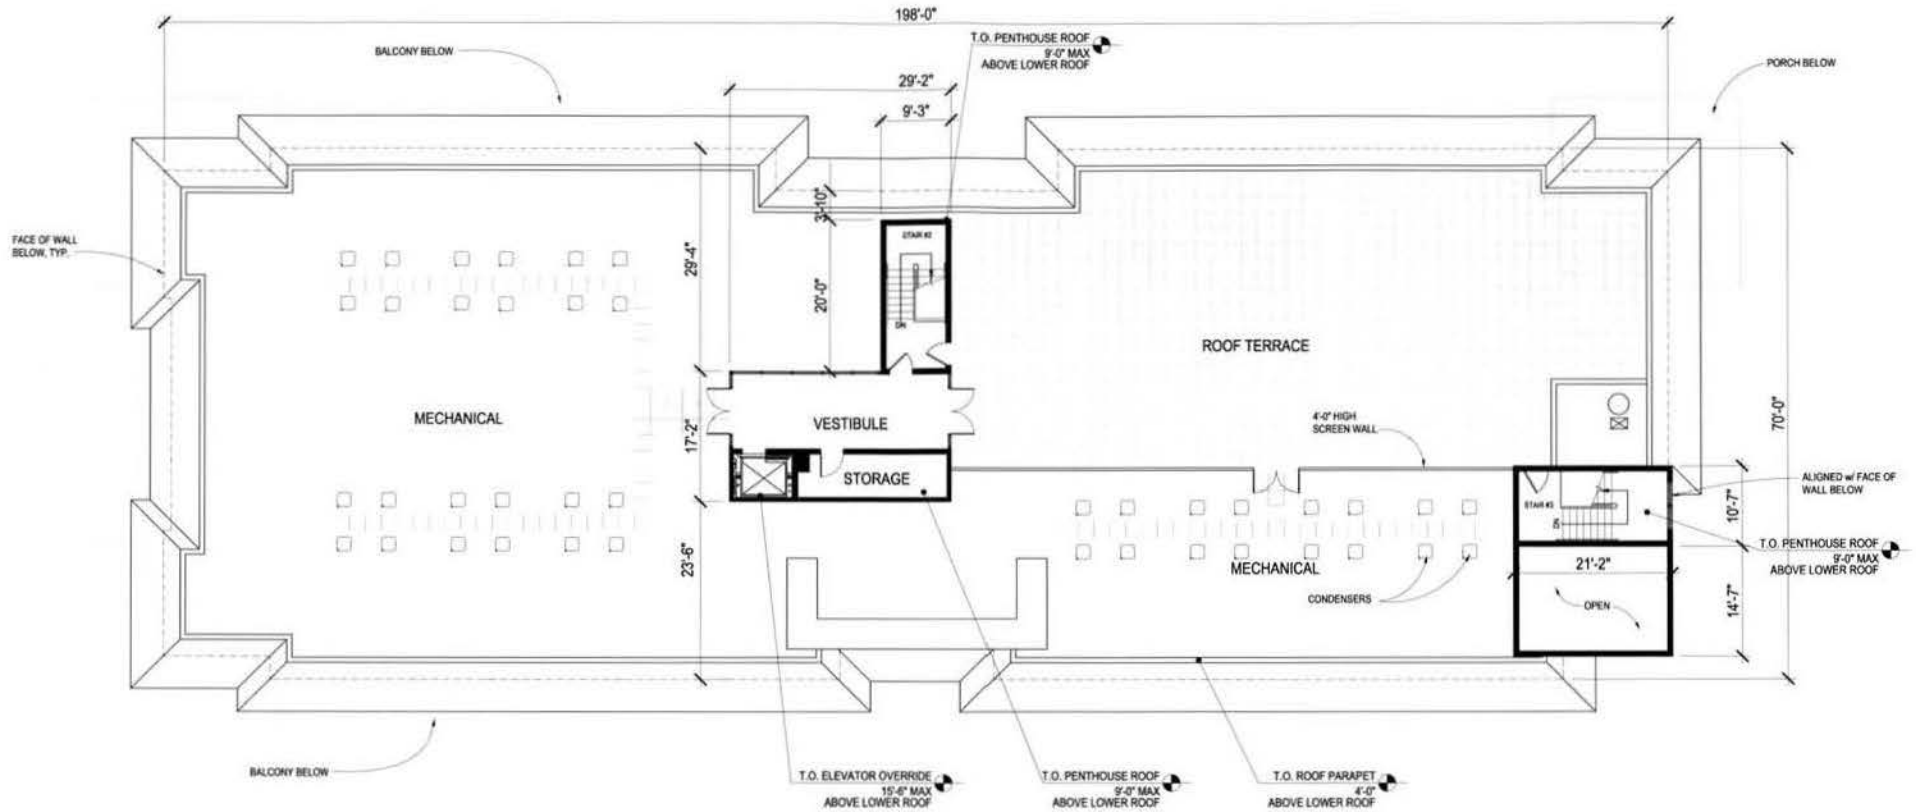 198'-0"
T.O. PENTHOUSE ROOF
9'-0" MAX
ABOVE LOWER ROOF
BALCONY BELOW
PORCH BELOW
29'-2"
9'-3"
3'-10"
STAIR #2
FACE OF WALL
BELOW, TYP.
29'-4"
20'-0"
DN
ROOF TERRACE
MECHANICAL
VESTIBULE
4'-0" HIGH
SCREEN WALL
70'-0"
17'-2"
STORAGE
ALIGNED w/ FACE OF
WALL BELOW
STAIR #3
DN
10'-7"
T.O. PENTHOUSE ROOF
9'-0" MAX
ABOVE LOWER ROOF
23'-6"
MECHANICAL
21'-2"
CONDENSERS
OPEN
14'-7"
BALCONY BELOW
T.O. ELEVATOR OVERRIDE
15'-6" MAX
ABOVE LOWER ROOF
T.O. PENTHOUSE ROOF
9'-0" MAX
ABOVE LOWER ROOF
T.O. ROOF PARAPET
4'-0"
ABOVE LOWER ROOF